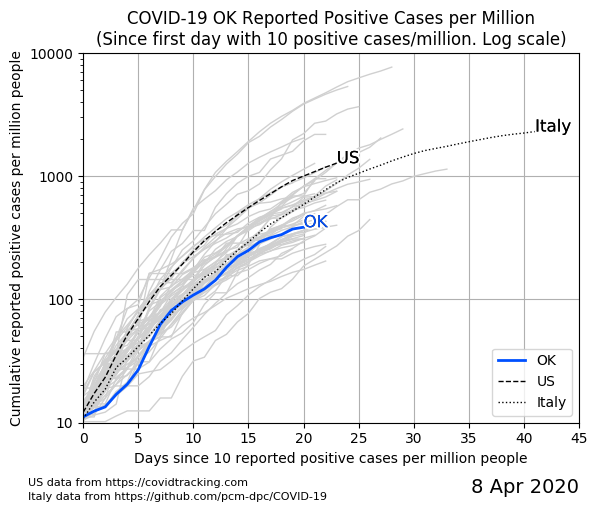 COVID-19 OK Reported Positive Cases per Million
(Since first day with 10 positive cases/million. Log scale)
Cumulative reported positive cases per million people
10000
1000
100
10
US
Italy
OK
OK
US
Italy
0 5 10 15 20 25 30 35 40 45
Days since 10 reported positive cases per million people
US data from https://covidtracking.com
Italy data from https://github.com/pcm-dpc/COVID-19
8 Apr 2020